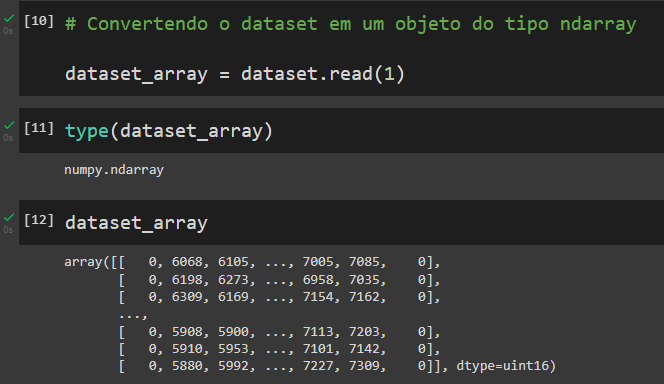 [10] # Convertendo o dataset em um objeto do tipo ndarray
0s
dataset_array = dataset.read(1)
[11] type(dataset_array)
0s
numpy.ndarray
[12] dataset_array
0s
array([[   0, 6068, 6105, ..., 7005, 7085,    0],
       [   0, 6198, 6273, ..., 6958, 7035,    0],
       [   0, 6309, 6169, ..., 7154, 7162,    0],
       ...,
       [   0, 5908, 5900, ..., 7113, 7203,    0],
       [   0, 5910, 5953, ..., 7101, 7142,    0],
       [   0, 5880, 5992, ..., 7227, 7309,    0]], dtype=uint16)